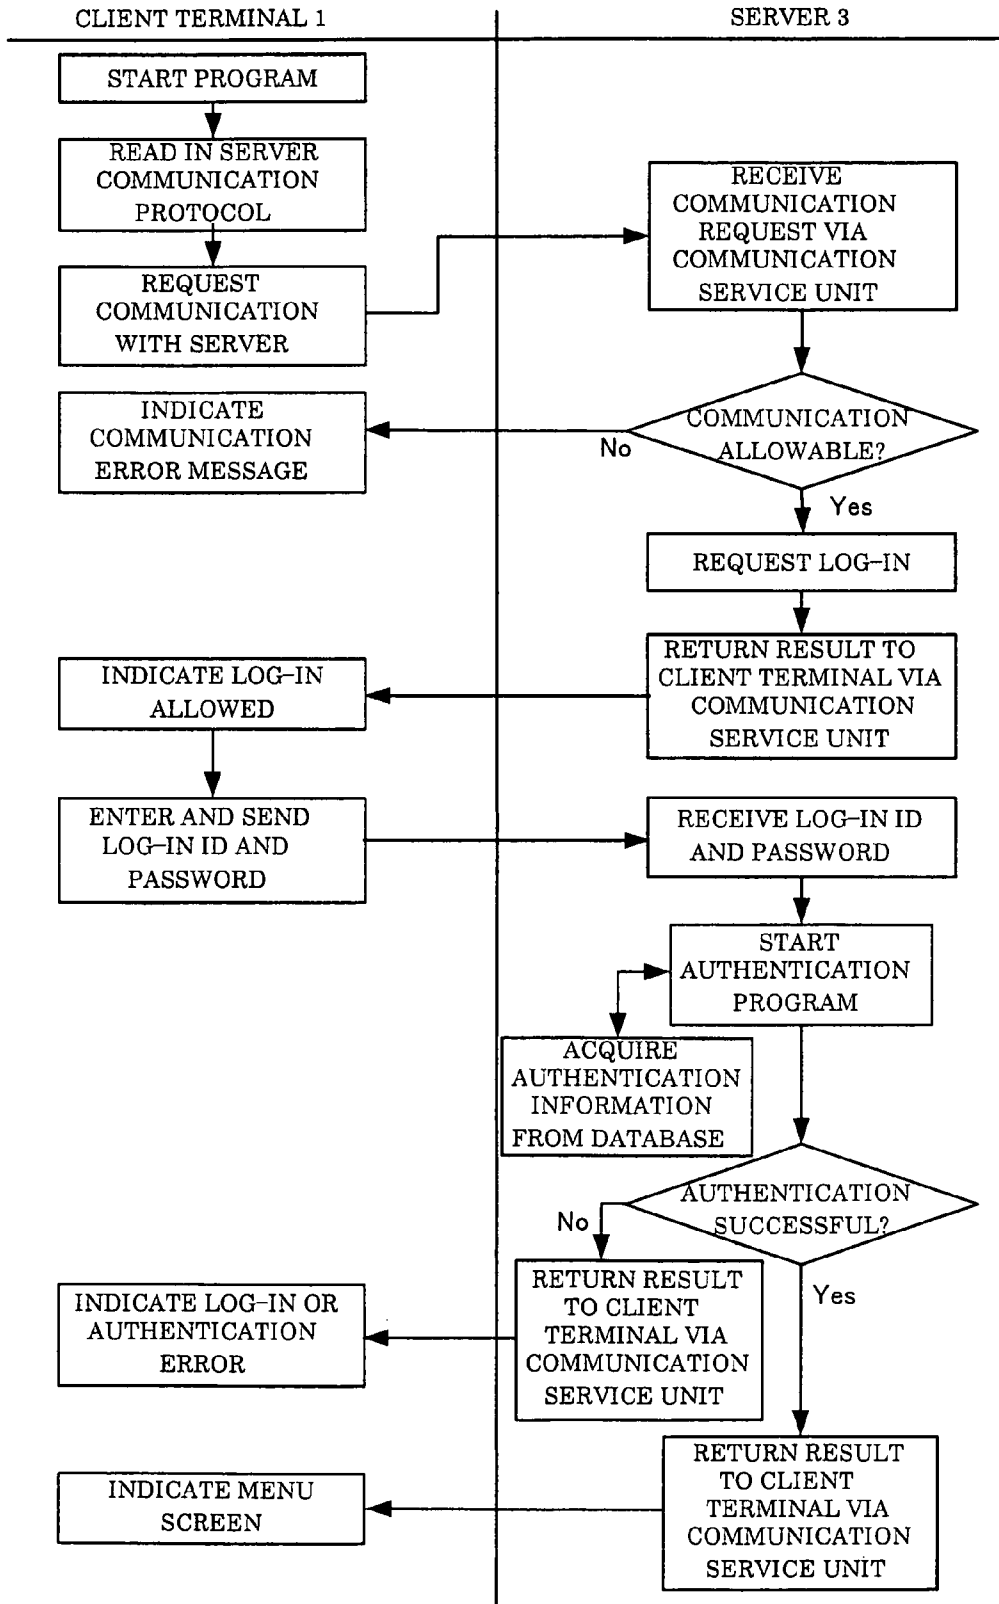 CLIENT TERMINAL 1
SERVER 3
START PROGRAM
READ IN SERVER
COMMUNICATION
PROTOCOL
RECEIVE
COMMUNICATION
REQUEST VIA
COMMUNICATION
SERVICE UNIT
REQUEST
COMMUNICATION
WITH SERVER
INDICATE
COMMUNICATION
ERROR MESSAGE
COMMUNICATION
ALLOWABLE?
No
Yes
REQUEST LOG-IN
RETURN RESULT TO
CLIENT TERMINAL VIA
COMMUNICATION
SERVICE UNIT
INDICATE LOG-IN
ALLOWED
ENTER AND SEND
LOG-IN ID AND
PASSWORD
RECEIVE LOG-IN ID
AND PASSWORD
START
AUTHENTICATION
PROGRAM
ACQUIRE
AUTHENTICATION
INFORMATION
FROM DATABASE
AUTHENTICATION
SUCCESSFUL?
No
Yes
RETURN RESULT
TO CLIENT
TERMINAL VIA
COMMUNICATION
SERVICE UNIT
INDICATE LOG-IN OR
AUTHENTICATION
ERROR
RETURN RESULT
TO CLIENT
TERMINAL VIA
COMMUNICATION
SERVICE UNIT
INDICATE MENU
SCREEN